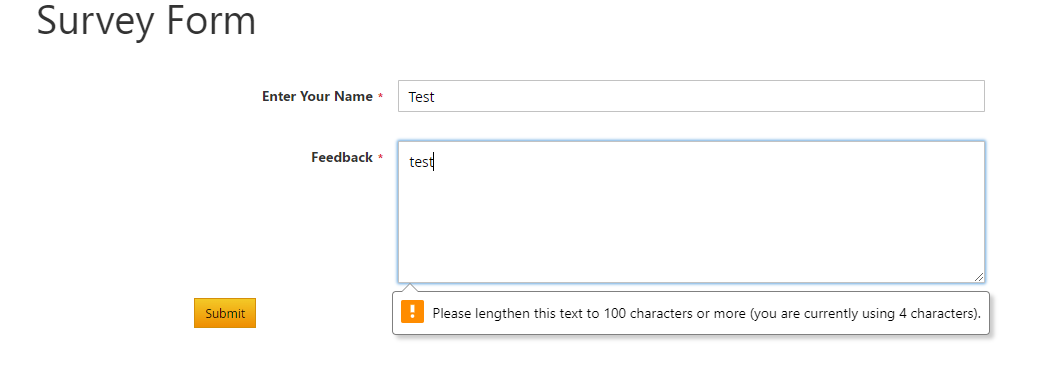 Survey Form
Enter Your Name *
Test
Feedback *
test
Submit
Please lengthen this text to 100 characters or more (you are currently using 4 characters).